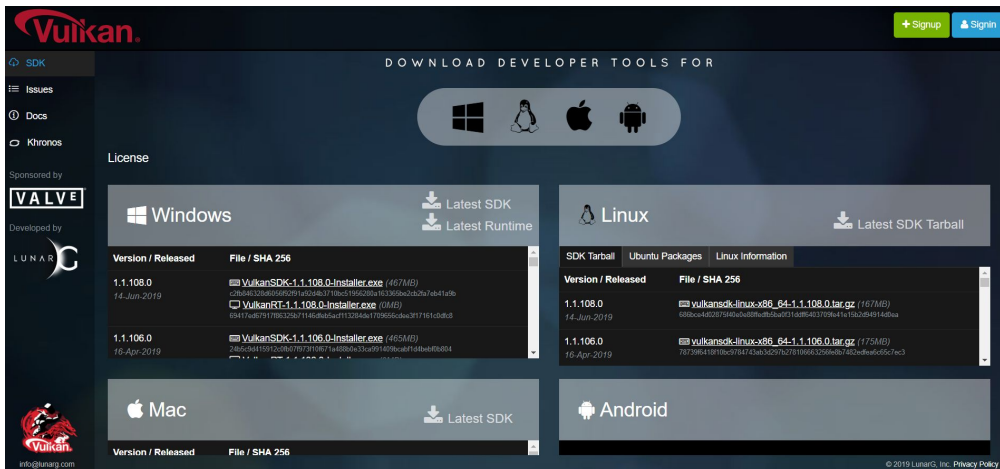 Vulkan.
+ Signup
Signin
SDK
Issues
Docs
Khronos
Sponsored by
VALVE
Developed by
LUNARG
Vulkan.
info@lunarg.com
DOWNLOAD DEVELOPER TOOLS FOR
License
Windows
Latest SDK
Latest Runtime
Version / Released File / SHA 256
1.1.108.0 VulkanSDK-1.1.108.0-Installer.exe (467MB)
14-Jun-2019
VulkanRT-1.1.108.0-Installer.exe (0MB)
1.1.106.0 VulkanSDK-1.1.106.0-Installer.exe (465MB)
16-Apr-2019
Linux
Latest SDK Tarball
SDK Tarball Ubuntu Packages Linux Information
Version / Released File / SHA 256
1.1.108.0 vulkansdk-linux-x86_64-1.1.108.0.tar.gz (167MB)
14-Jun-2019
1.1.106.0 vulkansdk-linux-x86_64-1.1.106.0.tar.gz (175MB)
16-Apr-2019
Mac
Latest SDK
Version / Released File / SHA 256
Android
© 2019 LunarG, Inc. Privacy Policy